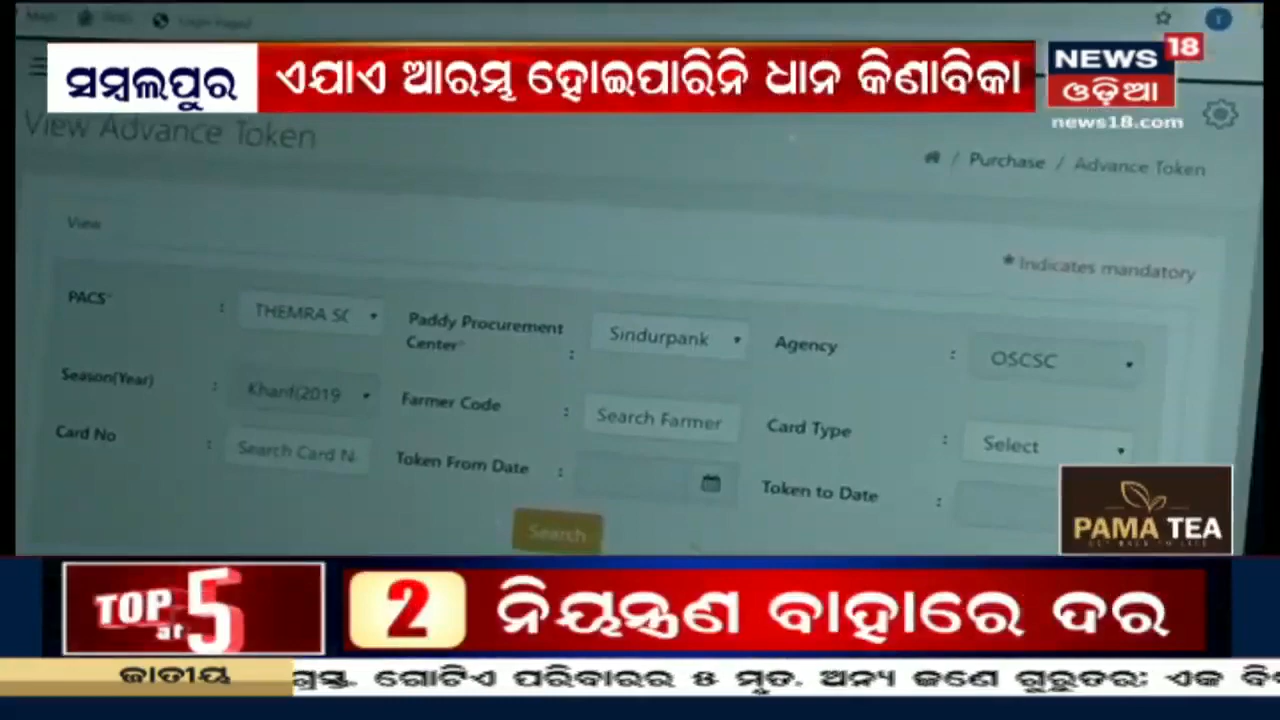 ସମ୍ବଲପୁର
ଏଯାଏ ଆରମ୍ଭ ହୋଇପାରିନି ଧାନ କିଣାବିକା
NEWS 18
ଓଡ଼ିଆ
news18.com
View Advance Token
/ Purchase / Advance Token
View
* Indicates mandatory
PACS* : THEMRA SC
Paddy Procurement Center* : Sindurpank
Agency : OSCSC
Season(Year) : Kharif(2019
Farmer Code : Search Farmer
Card Type : Select
Card No : Search Card N
Token From Date :
Token to Date :
Search
PAMA TEA
TOP 5
at
2 ନିୟନ୍ତ୍ରଣ ବାହାରେ ଦର
ଜାତୀୟ
ଗ୍ରସ୍ତ, ଗୋଟିଏ ପରିବାରର ୫ ମୃତ, ଅନ୍ୟ ଜଣେ ଗୁରୁତର; ଏକ